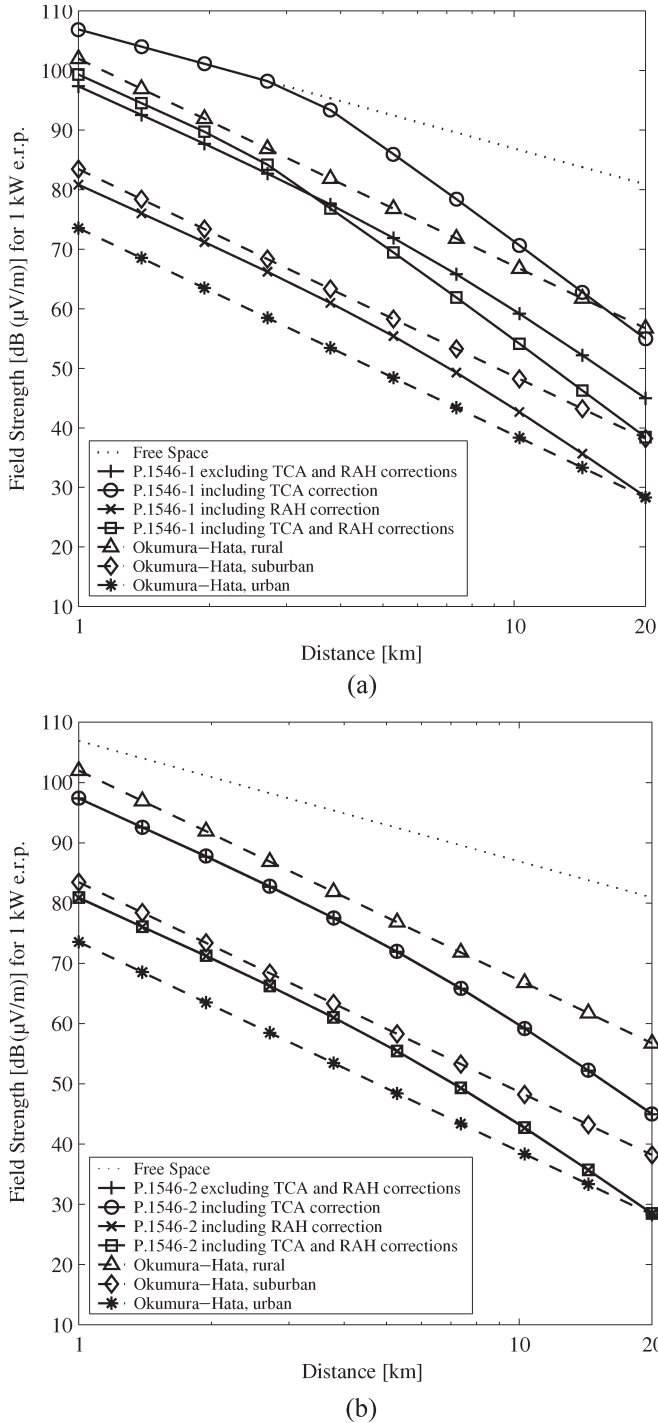 110
100
90
80
70
60
50
40
30
20
10
Field Strength [dB (μV/m)] for 1 kW e.r.p.
Free Space
P.1546-1 excluding TCA and RAH corrections
P.1546-1 including TCA correction
P.1546-1 including RAH correction
P.1546-1 including TCA and RAH corrections
Okumura−Hata, rural
Okumura−Hata, suburban
Okumura−Hata, urban
1 10 20
Distance [km]
(a)
110
100
90
80
70
60
50
40
30
20
10
Field Strength [dB (μV/m)] for 1 kW e.r.p.
Free Space
P.1546-2 excluding TCA and RAH corrections
P.1546-2 including TCA correction
P.1546-2 including RAH correction
P.1546-2 including TCA and RAH corrections
Okumura−Hata, rural
Okumura−Hata, suburban
Okumura−Hata, urban
1 10 20
Distance [km]
(b)